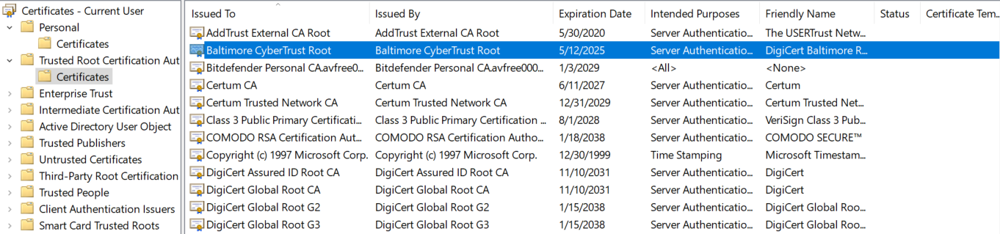 Certificates - Current User
Personal
Certificates
Trusted Root Certification Aut
Certificates
Enterprise Trust
Intermediate Certification Aut
Active Directory User Object
Trusted Publishers
Untrusted Certificates
Third-Party Root Certification
Trusted People
Client Authentication Issuers
Smart Card Trusted Roots
Issued To Issued By Expiration Date Intended Purposes Friendly Name Status Certificate Tem...
AddTrust External CA Root AddTrust External CA Root 5/30/2020 Server Authenticatio... The USERTrust Netw...
Baltimore CyberTrust Root Baltimore CyberTrust Root 5/12/2025 Server Authenticatio... DigiCert Baltimore R...
Bitdefender Personal CA.avfree0... Bitdefender Personal CA.avfree000... 1/3/2029 <All> <None>
Certum CA Certum CA 6/11/2027 Server Authenticatio... Certum
Certum Trusted Network CA Certum Trusted Network CA 12/31/2029 Server Authenticatio... Certum Trusted Net...
Class 3 Public Primary Certificati... Class 3 Public Primary Certification ... 8/1/2028 Server Authenticatio... VeriSign Class 3 Pub...
COMODO RSA Certification Aut... COMODO RSA Certification Autho... 1/18/2038 Server Authenticatio... COMODO SECURE™
Copyright (c) 1997 Microsoft Corp. Copyright (c) 1997 Microsoft Corp. 12/30/1999 Time Stamping Microsoft Timestam...
DigiCert Assured ID Root CA DigiCert Assured ID Root CA 11/10/2031 Server Authenticatio... DigiCert
DigiCert Global Root CA DigiCert Global Root CA 11/10/2031 Server Authenticatio... DigiCert
DigiCert Global Root G2 DigiCert Global Root G2 1/15/2038 Server Authenticatio... DigiCert Global Roo...
DigiCert Global Root G3 DigiCert Global Root G3 1/15/2038 Server Authenticatio... DigiCert Global Roo...